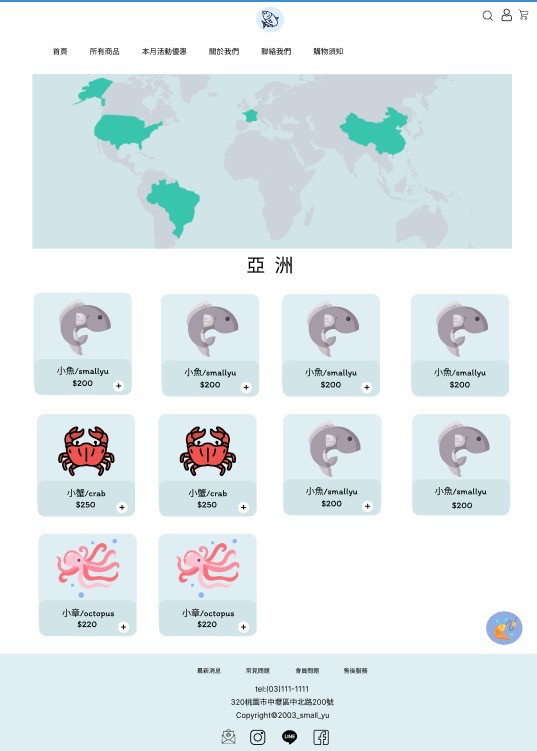 首頁 所有商品 本月活動優惠 關於我們 聯絡我們 購物須知
亞 洲
小魚/smallyu 小魚/smallyu 小魚/smallyu 小魚/smallyu
$200 $200 $200 $200
小蟹/crab 小蟹/crab 小魚/smallyu 小魚/smallyu
$250 $250 $200 $200
小章/octopus 小章/octopus
$220 $220
最新消息 常見問題 會員問題 售後服務
tel:(03)111-1111
320桃園市中壢區中北路200號
Copyright©2003_small_yu
LINE